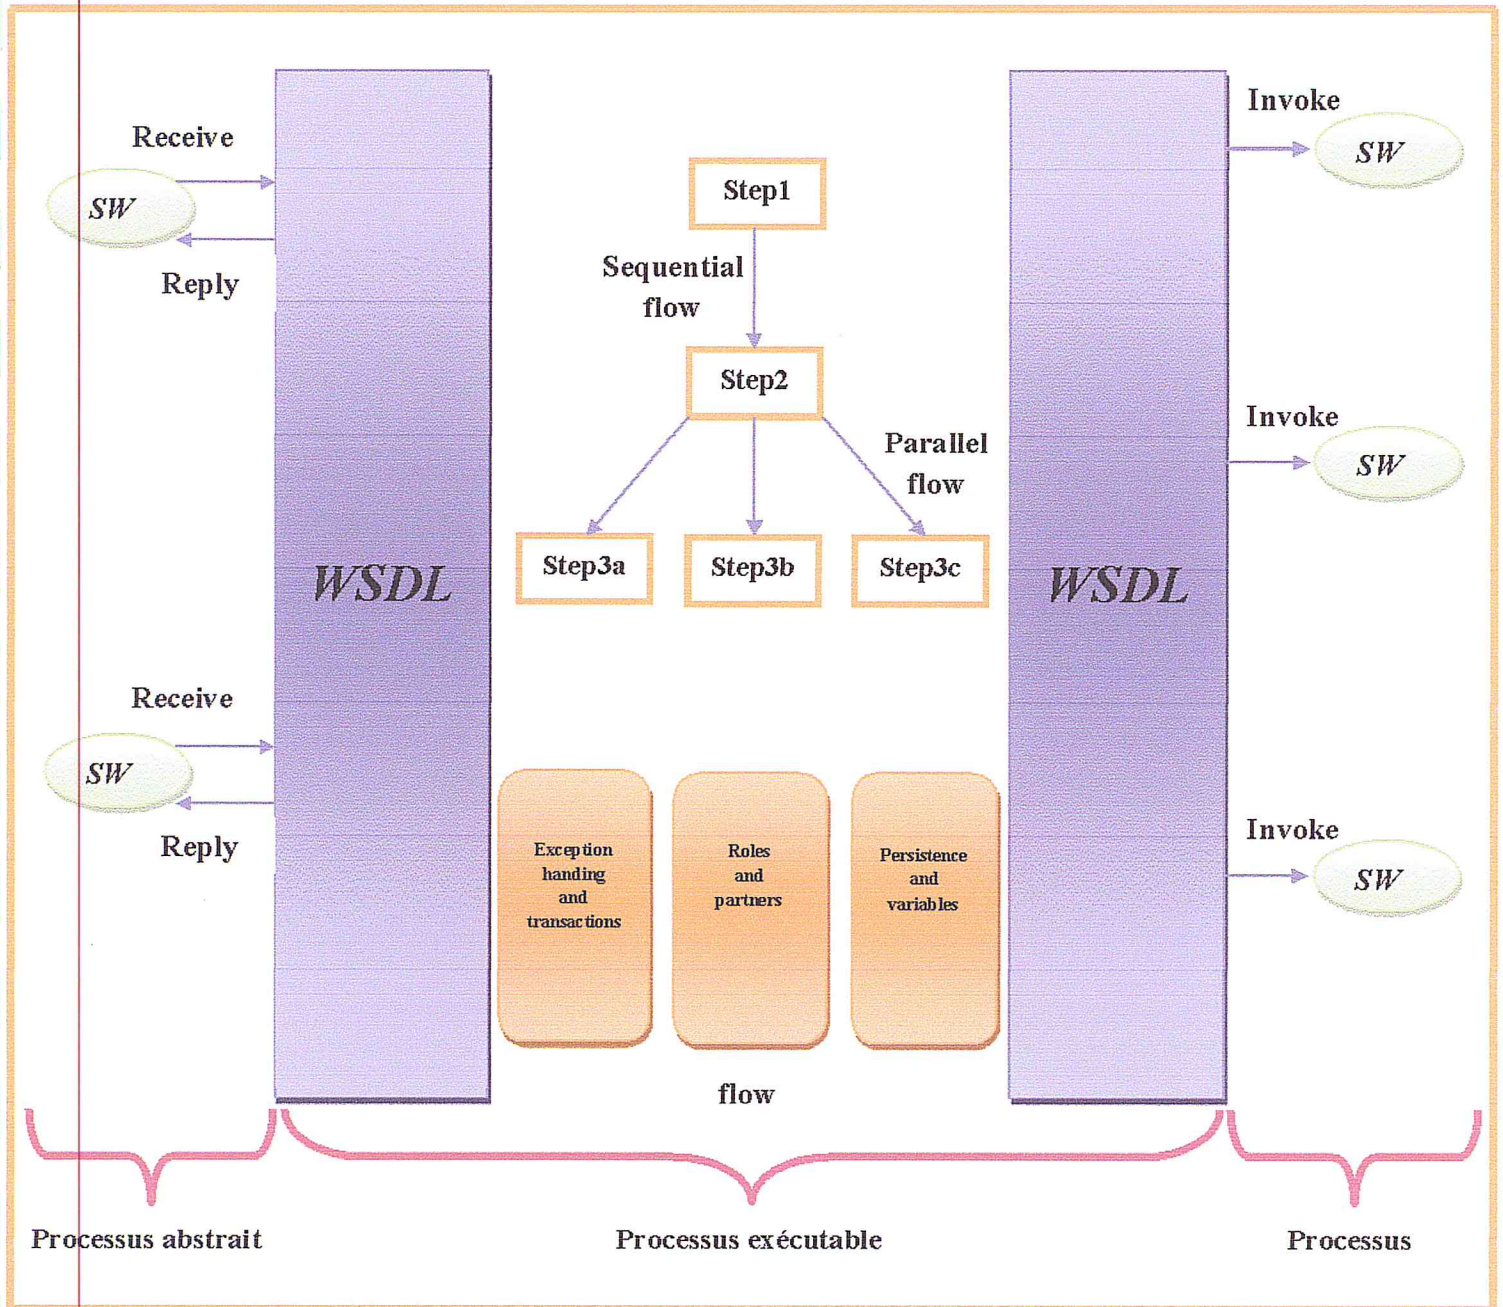 Receive
SW
Reply
WSDL
Receive
SW
Reply
Step1
Sequential
flow
Step2
Parallel
flow
Step3a
Step3b
Step3c
Exception
handing
and
transactions
Roles
and
partners
Persistence
and
variables
flow
WSDL
Invoke
SW
Invoke
SW
Invoke
SW
Processus abstrait
Processus exécutable
Processus